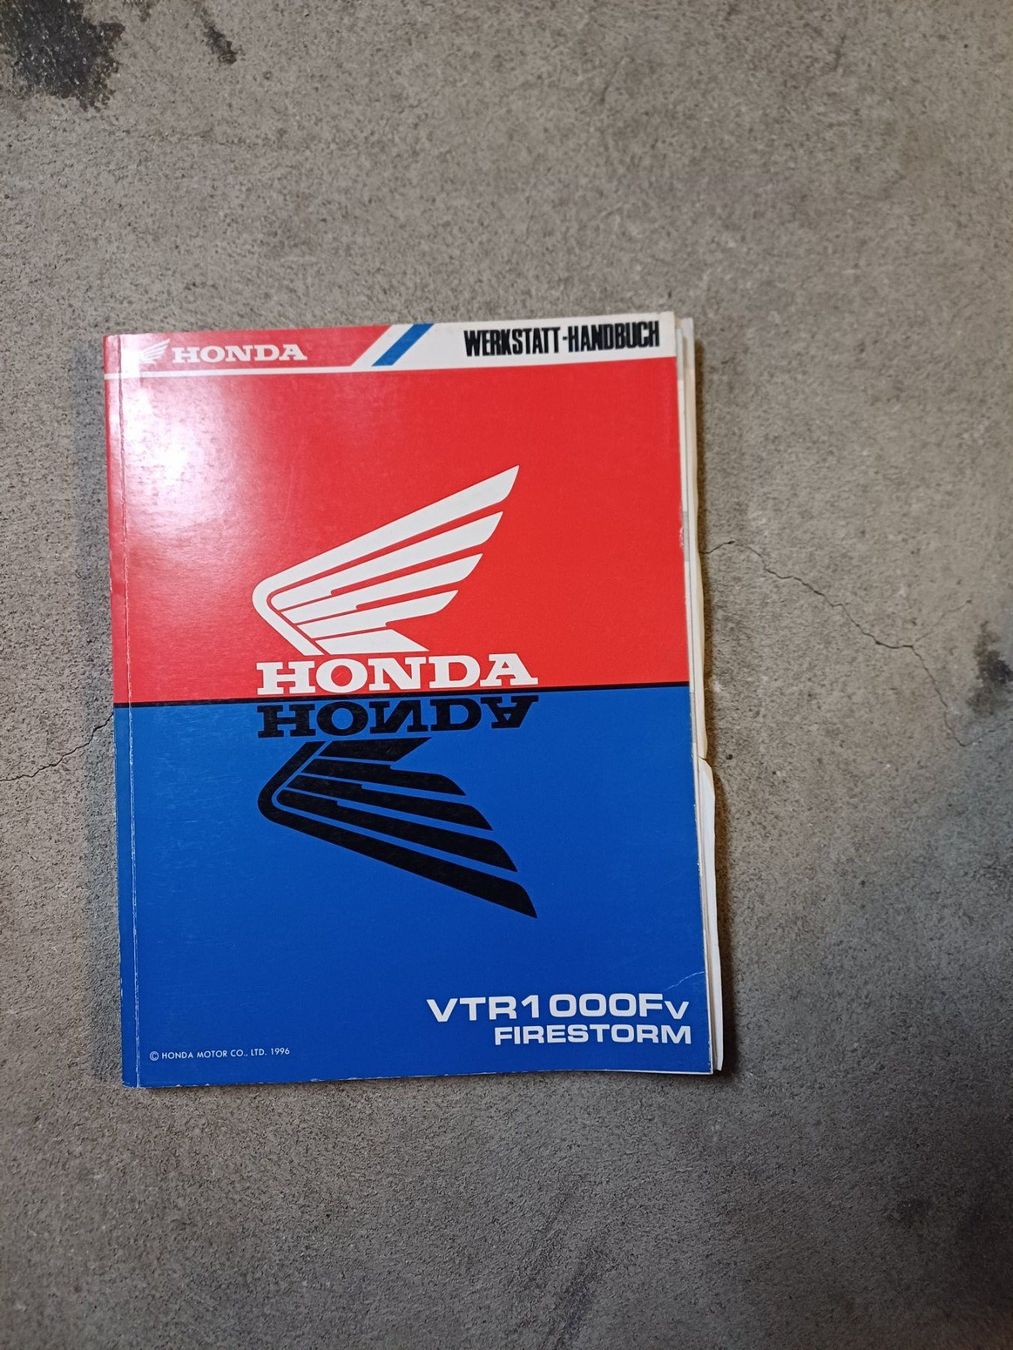 HONDA
WERKSTATT-HANDBUCH
HONDA
HONDA
VTR1000FV
FIRESTORM
© HONDA MOTOR CO., LTD. 1996